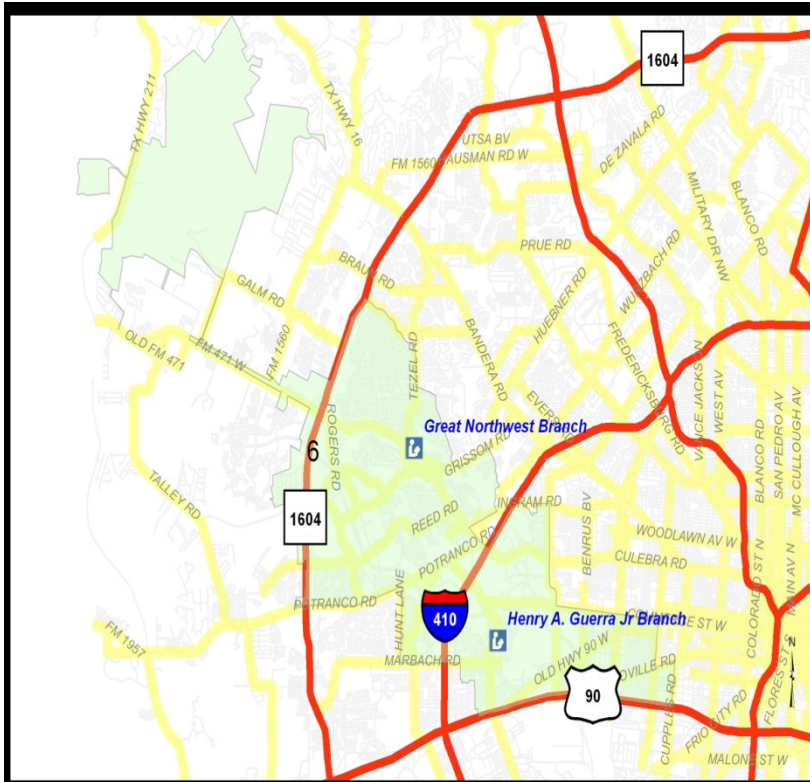 1604
TX HWY 211
TX HWY 16
UTSA BV
FM 1560
HAUSMAN RD W
DE ZAVALA RD
MILITARY DR NW
BLANCO RD
PRUE RD
BRAUN RD
GALM RD
HUEBNER RD
WURZBACH RD
OLD FM 471
FM 471 W
FM 1560
TEZEL RD
BANDERA RD
FREDERICKSBURG RD
VANCE JACKSON
WEST AV
EVERS
Great Northwest Branch
ROGERS RD
6
GRISSOM RD
BLANCO RD
SAN PEDRO AV
MC CULLOUGH AV
TALLEY RD
1604
REED RD
INGRAM RD
BENRUS BV
WOODLAWN AV W
CULEBRA RD
POTRANCO RD
POTRANCO RD
HUNT LANE
410
Henry A. Guerra Jr Branch
ST W
COLORADO ST N
MAIN AV N
FM 1957
MARBACH RD
OLD HWY 90 W
DVILLE RD
90
CUPPLES RD
FRIO CITY RD
FLORES ST
MALONE ST W
N